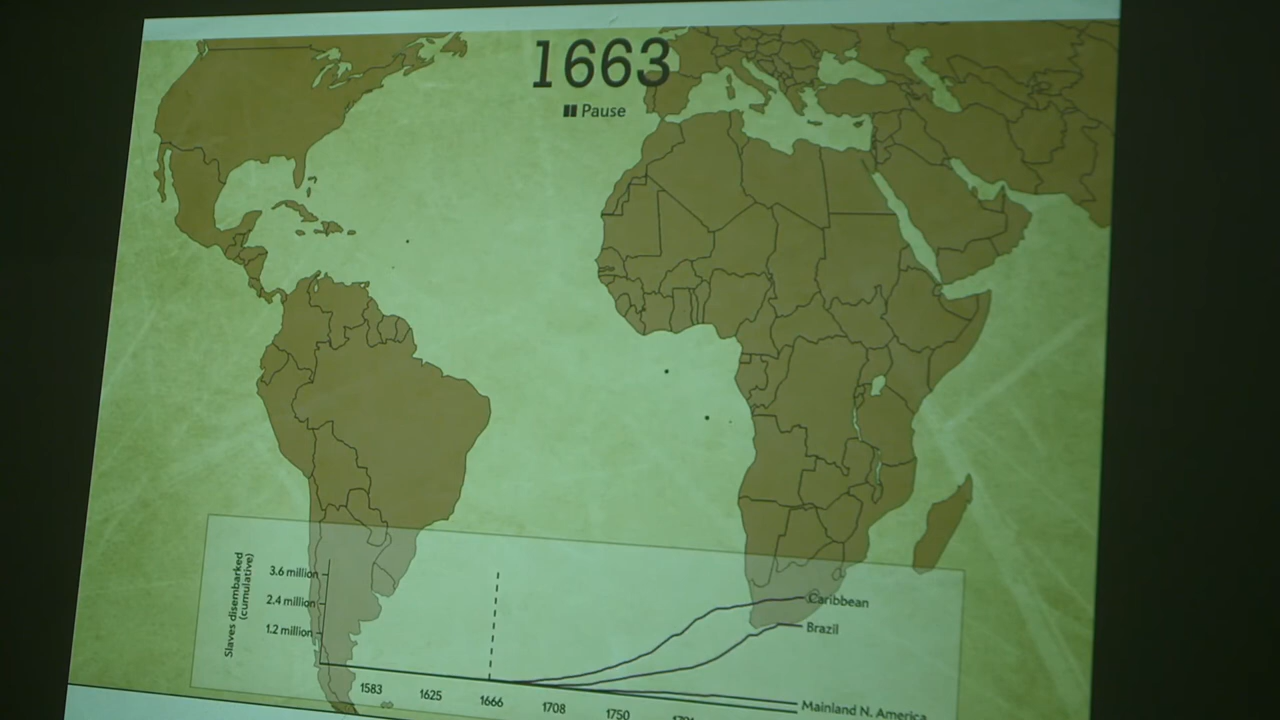 1663
Pause
Slaves disembarked
(cumulative)
3.6 million
2.4 million
1.2 million
1583
1625
1666
1708
1750
Caribbean
Brazil
Mainland N. America